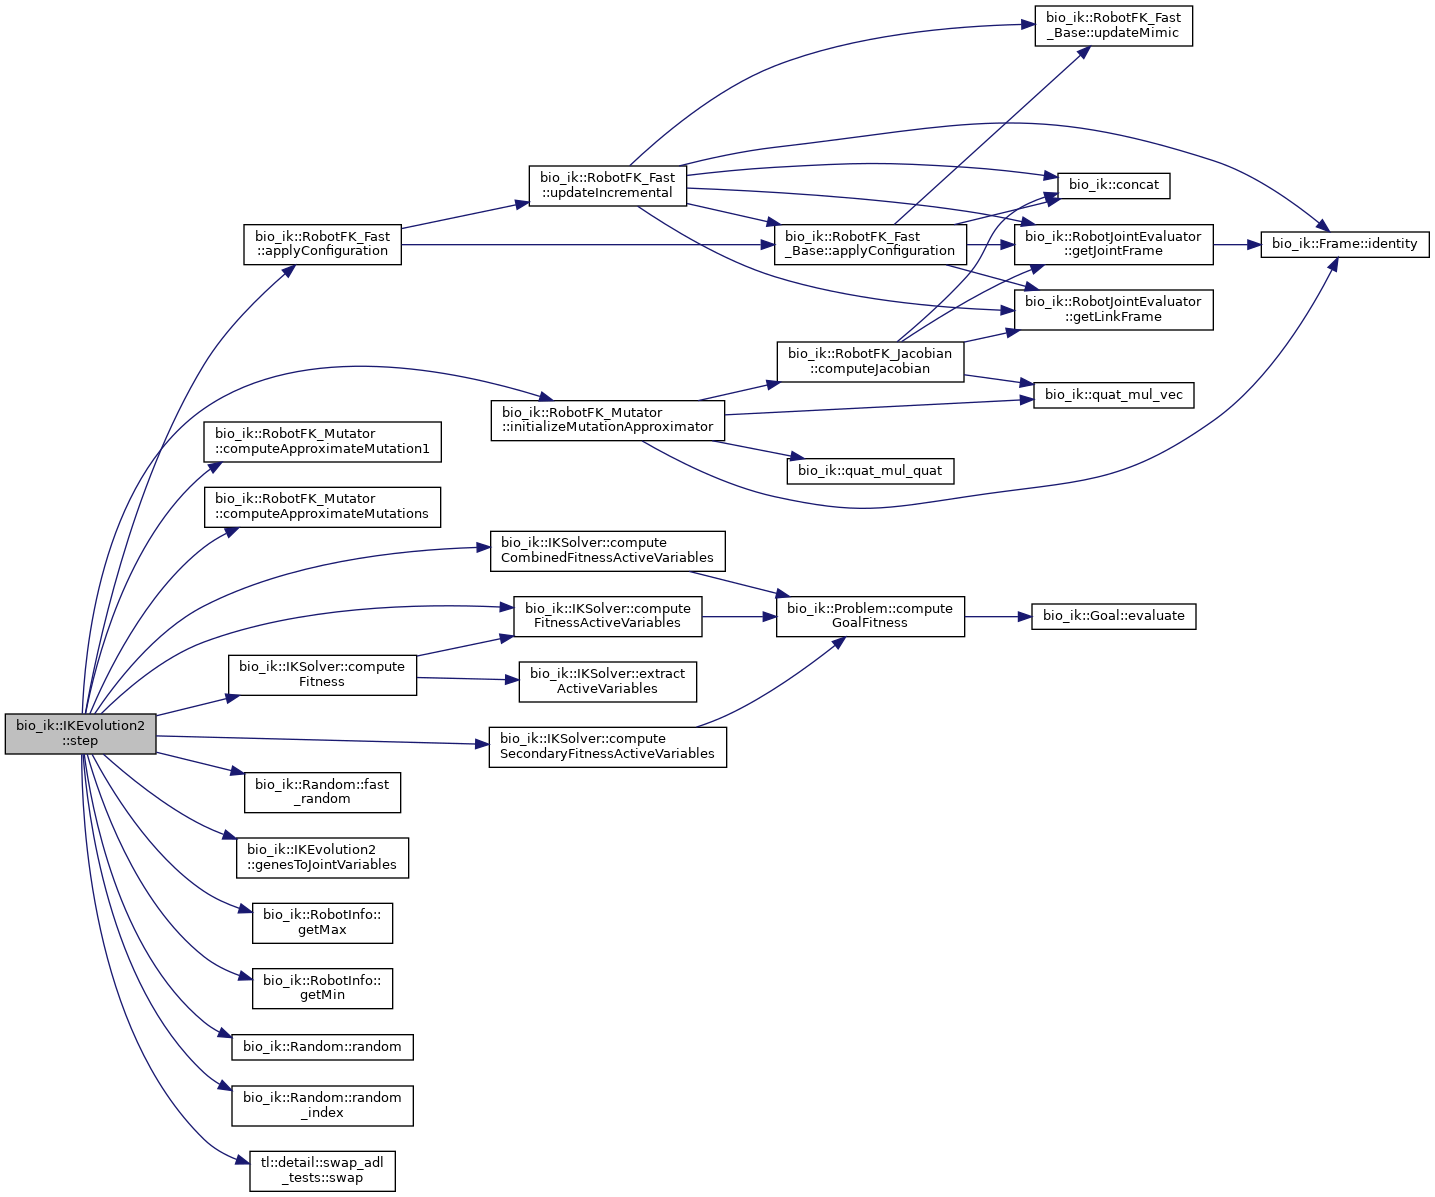 bio_ik::RobotFK_Fast
_Base::updateMimic
bio_ik::RobotFK_Fast
::updateIncremental
bio_ik::concat
bio_ik::RobotFK_Fast
::applyConfiguration
bio_ik::RobotFK_Fast
_Base::applyConfiguration
bio_ik::RobotJointEvaluator
::getJointFrame
bio_ik::Frame::identity
bio_ik::RobotJointEvaluator
::getLinkFrame
bio_ik::RobotFK_Jacobian
::computeJacobian
bio_ik::quat_mul_vec
bio_ik::RobotFK_Mutator
::initializeMutationApproximator
bio_ik::RobotFK_Mutator
::computeApproximateMutation1
bio_ik::quat_mul_quat
bio_ik::RobotFK_Mutator
::computeApproximateMutations
bio_ik::IKSolver::compute
CombinedFitnessActiveVariables
bio_ik::IKSolver::compute
FitnessActiveVariables
bio_ik::Problem::compute
GoalFitness
bio_ik::Goal::evaluate
bio_ik::IKSolver::compute
Fitness
bio_ik::IKSolver::extract
ActiveVariables
bio_ik::IKEvolution2
::step
bio_ik::IKSolver::compute
SecondaryFitnessActiveVariables
bio_ik::Random::fast
_random
bio_ik::IKEvolution2
::genesToJointVariables
bio_ik::RobotInfo::
getMax
bio_ik::RobotInfo::
getMin
bio_ik::Random::random
bio_ik::Random::random
_index
tl::detail::swap_adl
_tests::swap